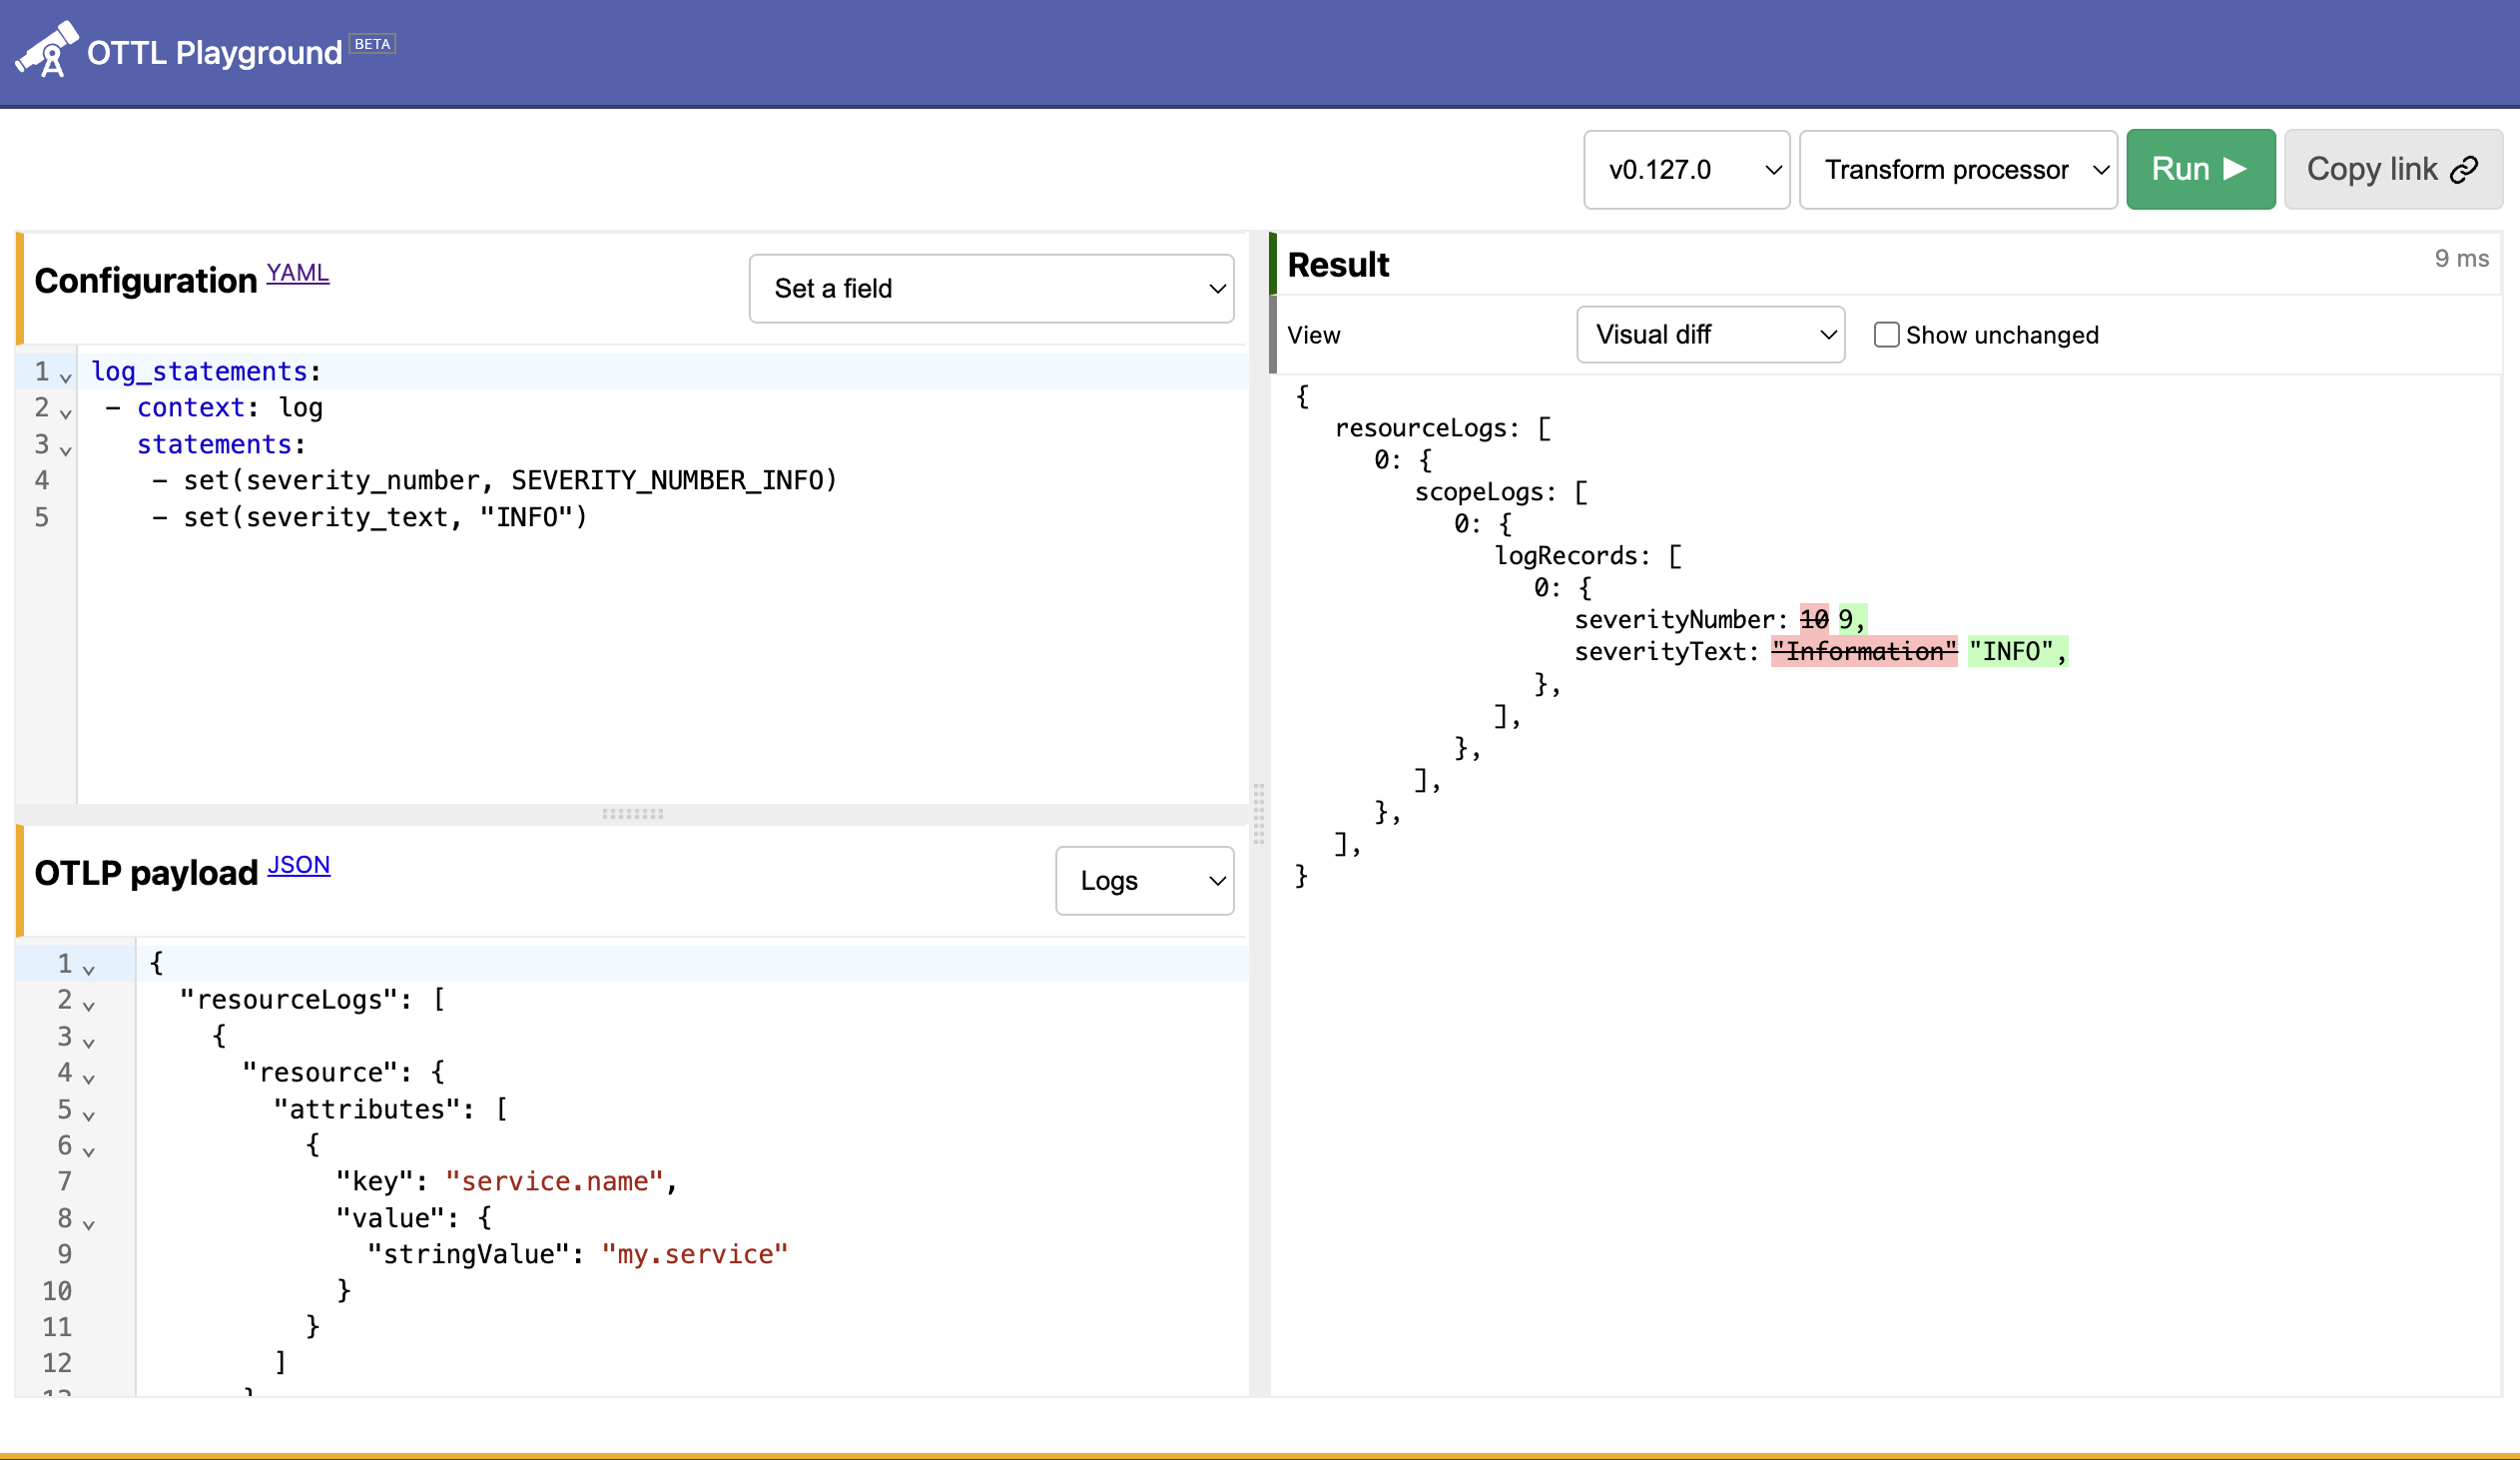 OTTL Playground BETA
v0.127.0
Transform processor
Run
Copy link
Configuration YAML
Set a field
1 log_statements:
2 - context: log
3 statements:
4 - set(severity_number, SEVERITY_NUMBER_INFO)
5 - set(severity_text, "INFO")
OTLP payload JSON
Logs
1 {
2 "resourceLogs": [
3 {
4 "resource": {
5 "attributes": [
6 {
7 "key": "service.name",
8 "value": {
9 "stringValue": "my.service"
10 }
11 }
12 ]
13 }
Result
9 ms
View
Visual diff
Show unchanged
{
resourceLogs: [
0: {
scopeLogs: [
0: {
logRecords: [
0: {
severityNumber: 10 9,
severityText: "Information" "INFO",
},
],
},
],
},
],
}